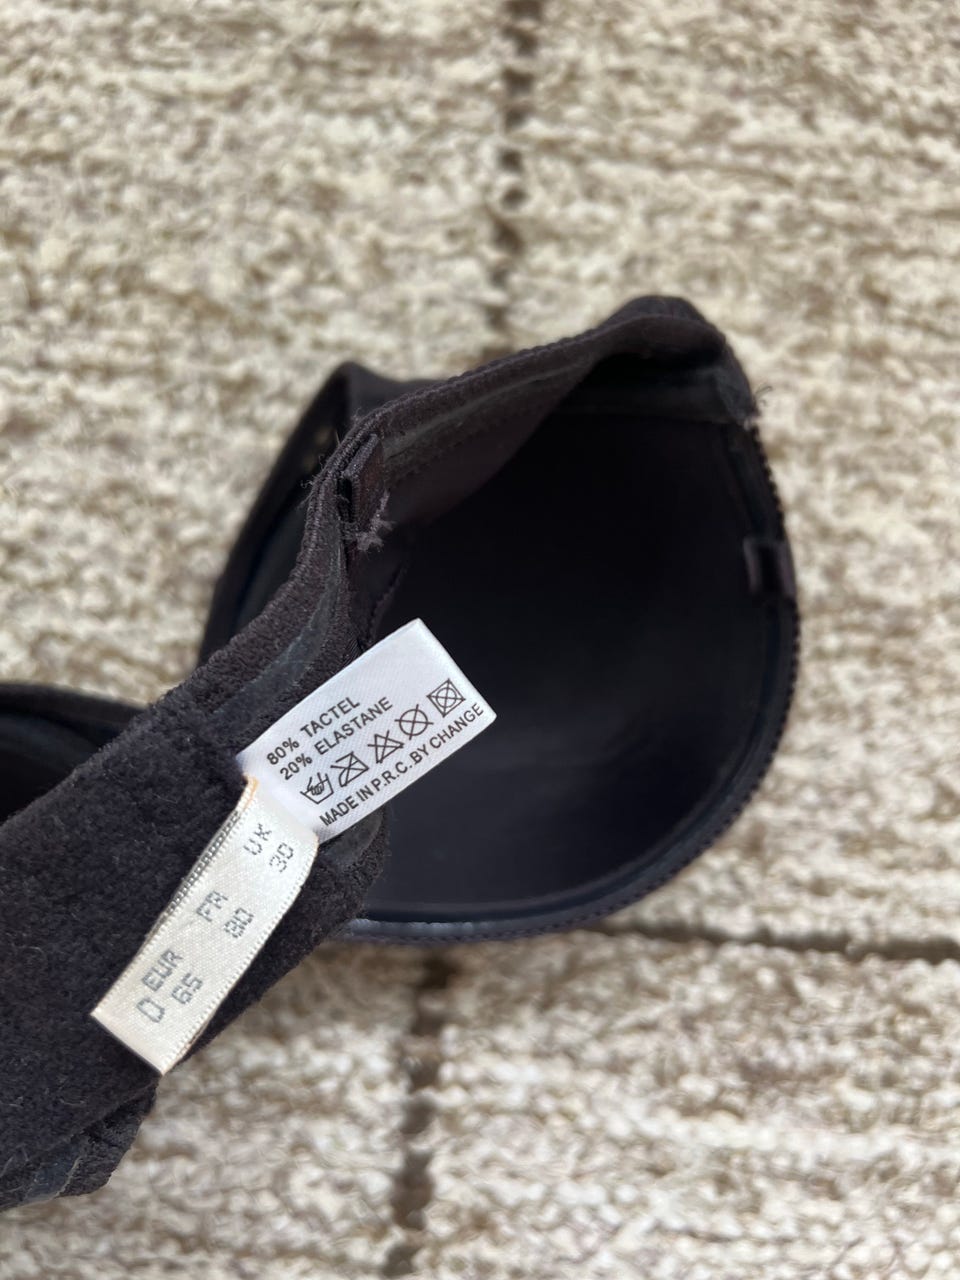 80% TACTEL
20% ELASTANE
MADE IN P.R.C. BY CHANGE
D EUR FR UK
65 80 30